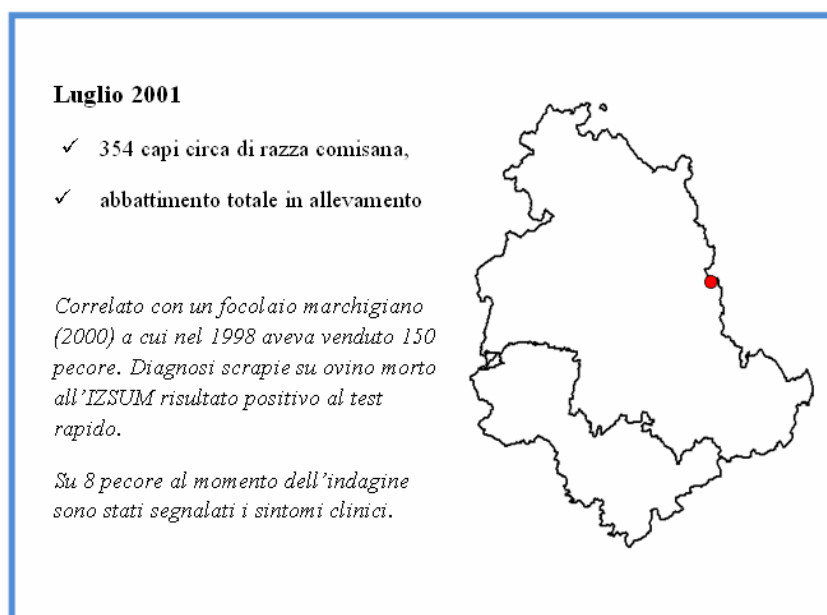 Luglio 2001
✓ 354 capi circa di razza comisana,
✓ abbattimento totale in allevamento
Correlato con un focolaio marchigiano
(2000) a cui nel 1998 aveva venduto 150
pecore. Diagnosi scrapie su ovino morto
all'IZSUM risultato positivo al test
rapido.
Su 8 pecore al momento dell'indagine
sono stati segnalati i sintomi clinici.